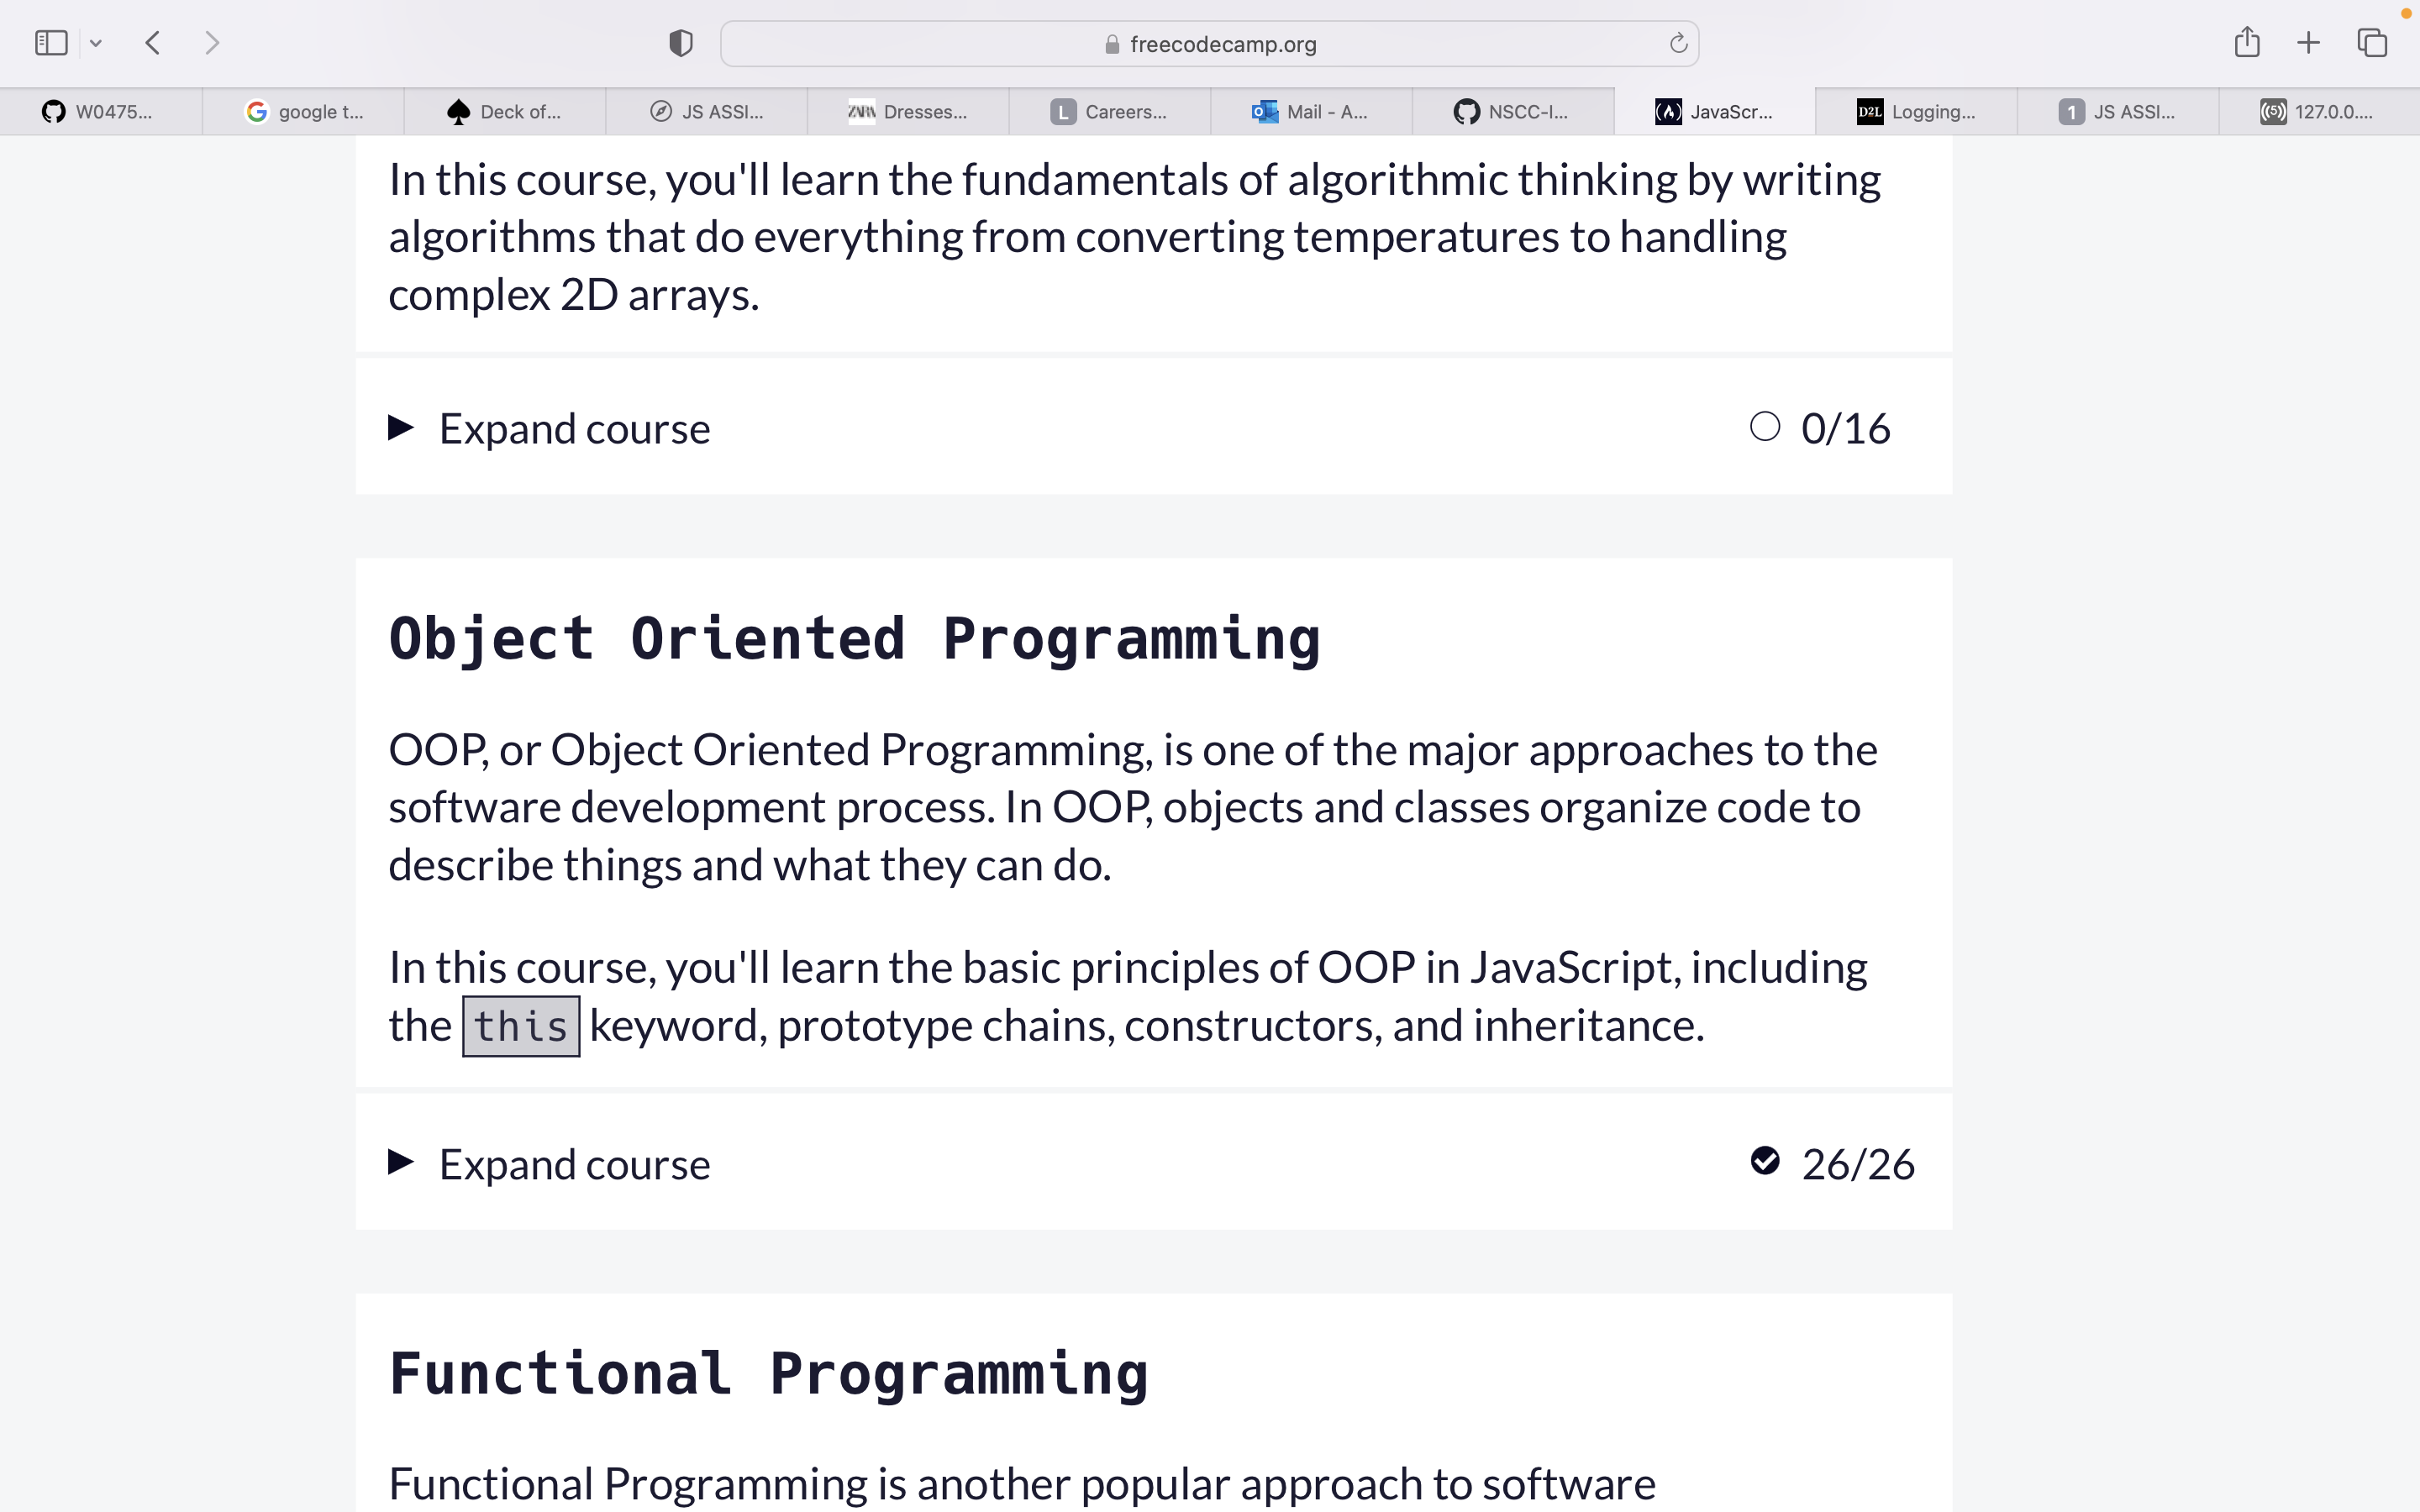 freecodecamp.org
W0475...
google t...
Deck of...
JS ASSI...
ZARA Dresses...
L Careers...
Mail - A...
NSCC-I...
JavaScr...
D2L Logging...
1 JS ASSI...
((5)) 127.0.0....
In this course, you'll learn the fundamentals of algorithmic thinking by writing
algorithms that do everything from converting temperatures to handling
complex 2D arrays.
Expand course 0/16
Object Oriented Programming
OOP, or Object Oriented Programming, is one of the major approaches to the
software development process. In OOP, objects and classes organize code to
describe things and what they can do.
In this course, you'll learn the basic principles of OOP in JavaScript, including
the this keyword, prototype chains, constructors, and inheritance.
Expand course 26/26
Functional Programming
Functional Programming is another popular approach to software